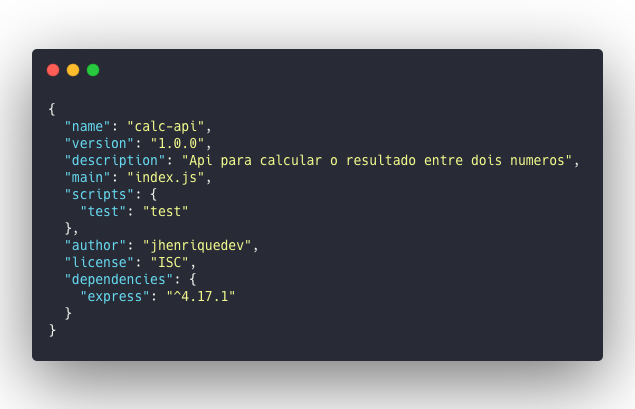 {
  "name": "calc-api",
  "version": "1.0.0",
  "description": "Api para calcular o resultado entre dois numeros",
  "main": "index.js",
  "scripts": {
    "test": "test"
  },
  "author": "jhenriquedev",
  "license": "ISC",
  "dependencies": {
    "express": "^4.17.1"
  }
}